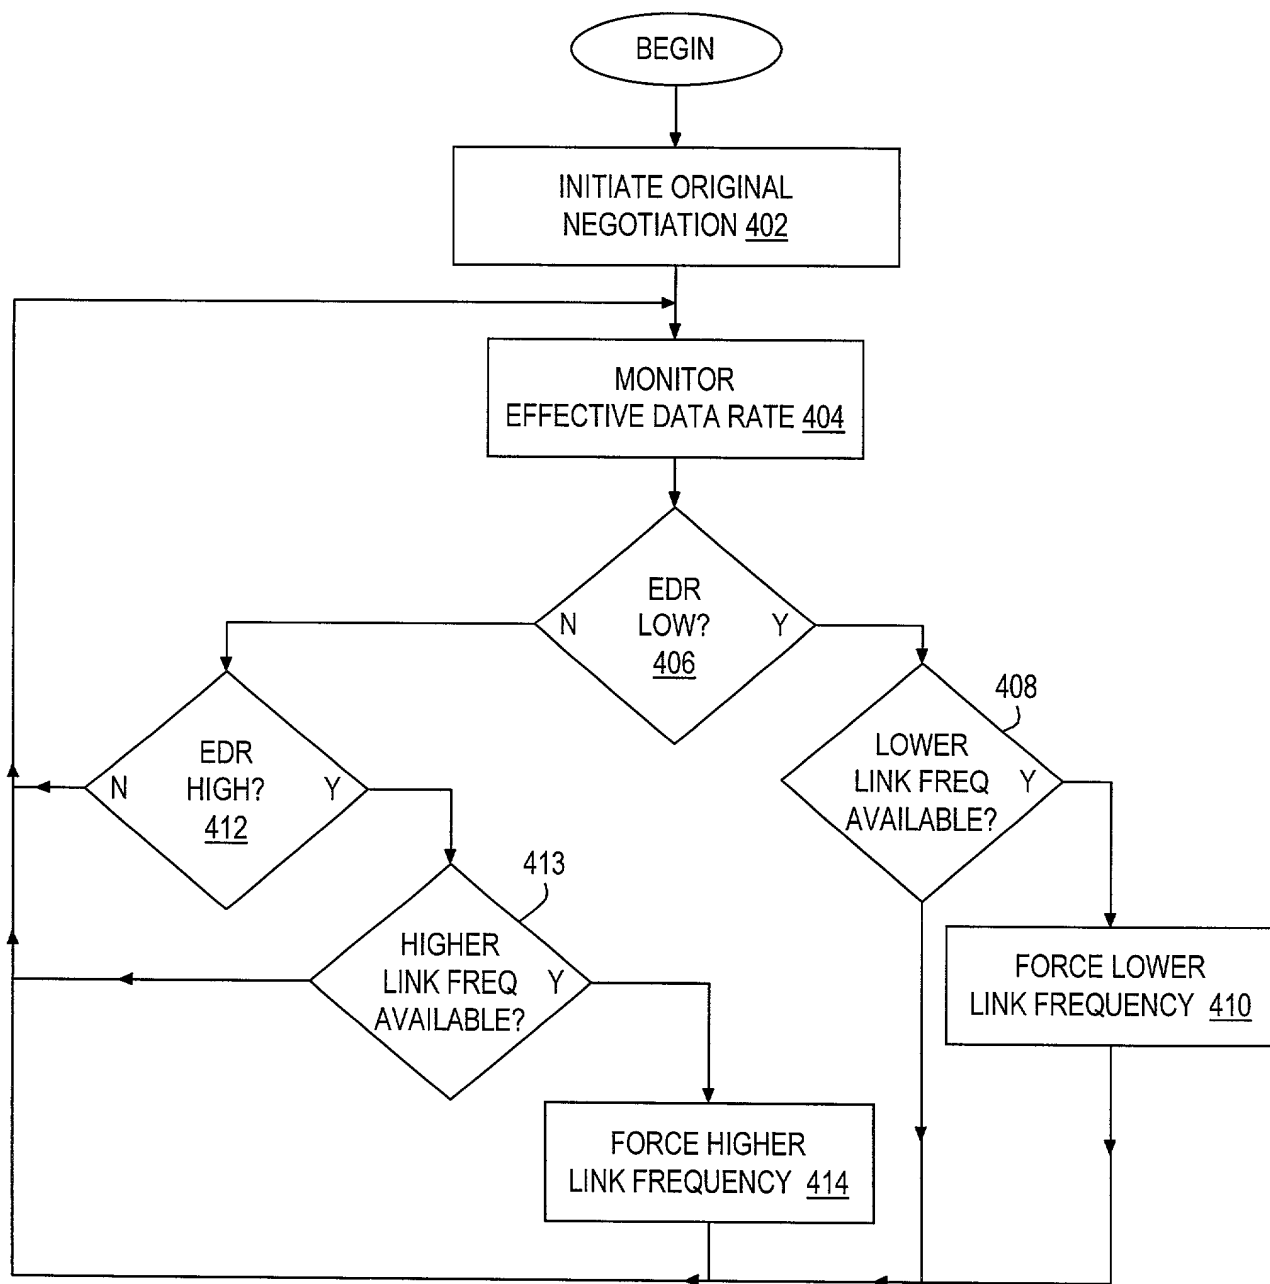 BEGIN
INITIATE ORIGINAL
NEGOTIATION 402
MONITOR
EFFECTIVE DATA RATE 404
EDR
LOW?
406
N
Y
408
LOWER
LINK FREQ
AVAILABLE?
Y
EDR
HIGH?
412
N
Y
413
HIGHER
LINK FREQ
AVAILABLE?
Y
FORCE LOWER
LINK FREQUENCY 410
FORCE HIGHER
LINK FREQUENCY 414